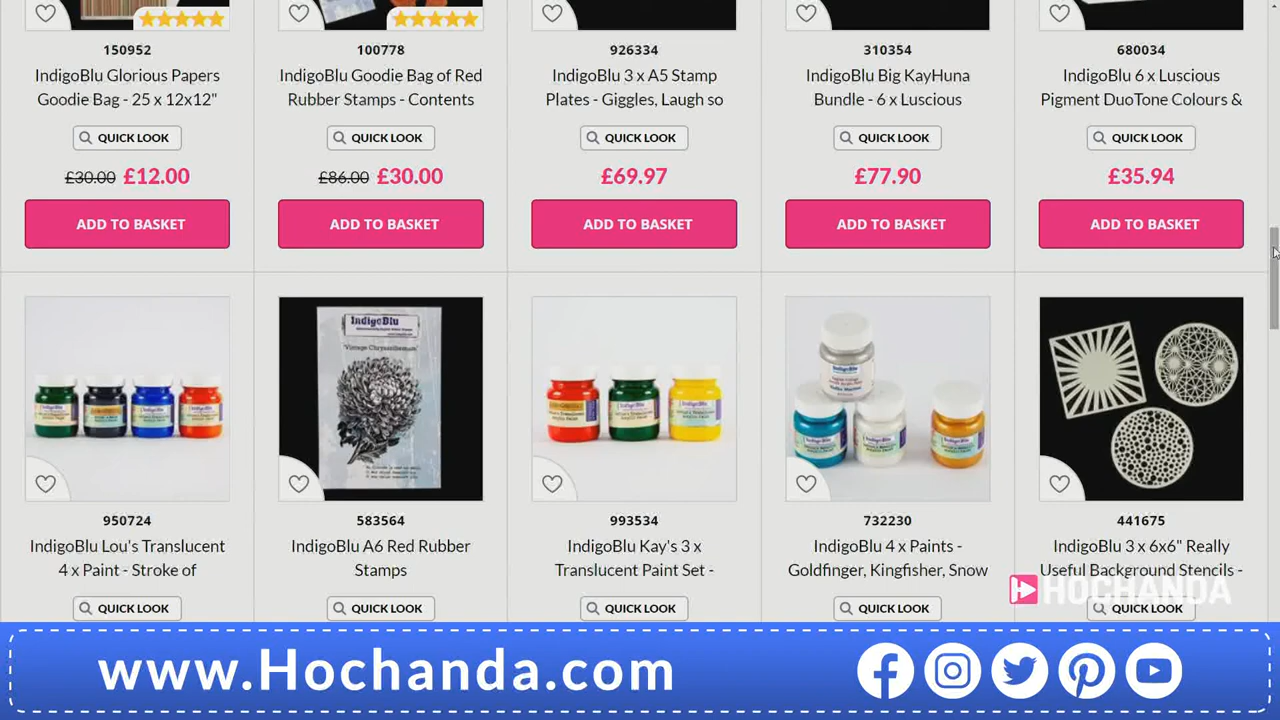 150952
100778
926334
310354
680034
IndigoBlu Glorious Papers
Goodie Bag - 25 x 12x12"
IndigoBlu Goodie Bag of Red
Rubber Stamps - Contents
IndigoBlu 3 x A5 Stamp
Plates - Giggles, Laugh so
IndigoBlu Big KayHuna
Bundle - 6 x Luscious
IndigoBlu 6 x Luscious
Pigment DuoTone Colours &
QUICK LOOK
QUICK LOOK
QUICK LOOK
QUICK LOOK
QUICK LOOK
£30.00 £12.00
£86.00 £30.00
£69.97
£77.90
£35.94
ADD TO BASKET
ADD TO BASKET
ADD TO BASKET
ADD TO BASKET
ADD TO BASKET
IndigoBlu
IndigoBlu
950724
583564
993534
732230
441675
IndigoBlu Lou's Translucent
4 x Paint - Stroke of
IndigoBlu A6 Red Rubber
Stamps
IndigoBlu Kay's 3 x
Translucent Paint Set -
IndigoBlu 4 x Paints -
Goldfinger, Kingfisher, Snow
IndigoBlu 3 x 6x6" Really
Useful Background Stencils -
HOCHANDA
QUICK LOOK
QUICK LOOK
QUICK LOOK
QUICK LOOK
QUICK LOOK
www.Hochanda.com